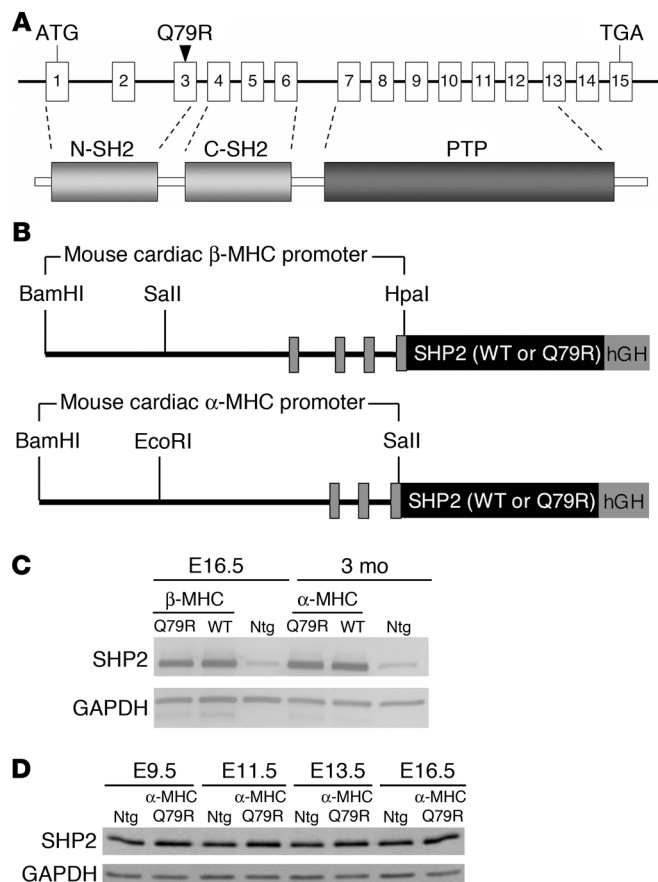 A
ATG Q79R TGA
1 2 3 4 5 6 7 8 9 10 11 12 13 14 15
N-SH2 C-SH2 PTP
B
Mouse cardiac β-MHC promoter
BamHI SalI HpaI
SHP2 (WT or Q79R) hGH
Mouse cardiac α-MHC promoter
BamHI EcoRI SalI
SHP2 (WT or Q79R) hGH
C
E16.5 3 mo
β-MHC α-MHC
Q79R WT Ntg Q79R WT Ntg
SHP2
GAPDH
D
E9.5 E11.5 E13.5 E16.5
α-MHC α-MHC α-MHC α-MHC
Ntg Q79R Ntg Q79R Ntg Q79R Ntg Q79R
SHP2
GAPDH